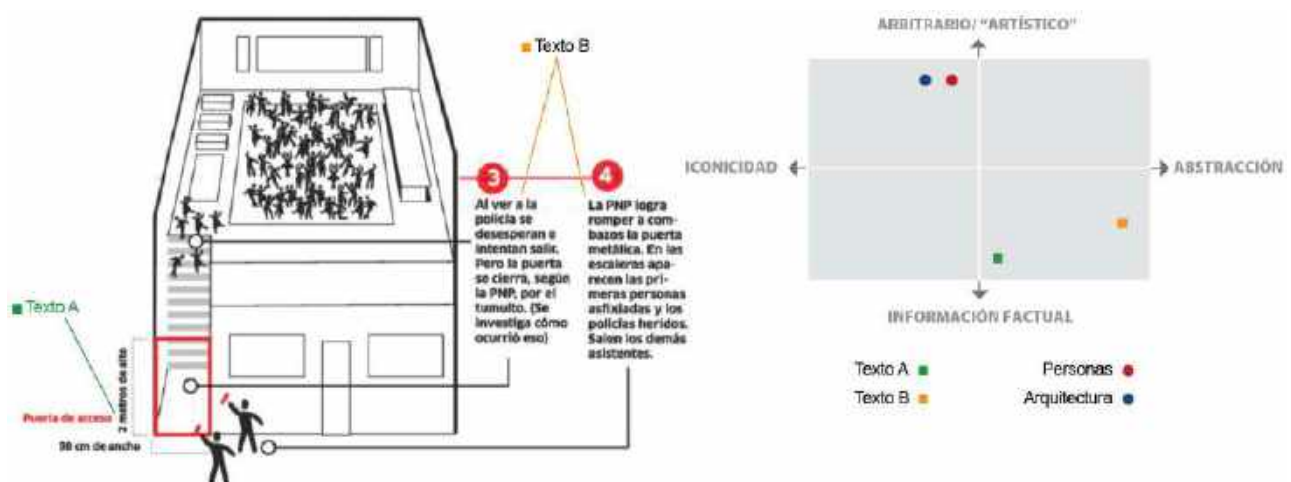 Texto B
3
4
Al ver a la
policía se
desesperan e
intentan salir.
Pero la puerta
se cierra, según
la PNP, por el
tumulto. (Se
investiga cómo
ocurrió eso)
La PNP logra
romper a com-
bazos la puerta
metálica. En las
escaleras apa-
recen las pri-
meras personas
asfixiadas y los
policías heridos.
Salen los demás
asistentes.
Texto A
2 metros de alto
Puerta de acceso
98 cm de ancho
ARBITRARIO/ “ARTÍSTICO”
ICONICIDAD
ABSTRACCIÓN
INFORMACIÓN FACTUAL
Texto A
Personas
Texto B
Arquitectura